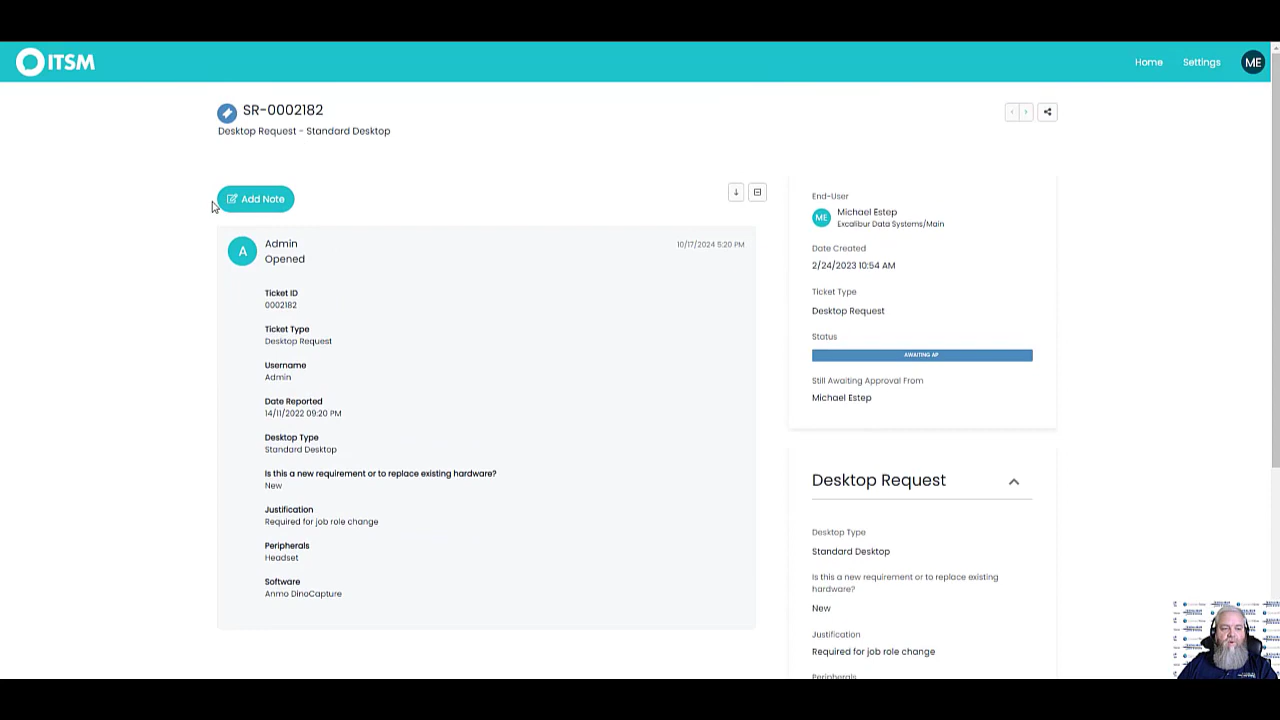 ITSM
Home
Settings
ME
SR-0002182
Desktop Request - Standard Desktop
Add Note
Admin
Opened
10/17/2024 5:20 PM
A
Ticket ID
0002182
Ticket Type
Desktop Request
Username
Admin
Date Reported
14/11/2022 09:20 PM
Desktop Type
Standard Desktop
Is this a new requirement or to replace existing hardware?
New
Justification
Required for job role change
Peripherals
Headset
Software
Anmo DinoCapture
End-User
ME
Michael Estep
Excalibur Data Systems/Main
Date Created
2/24/2023 10:54 AM
Ticket Type
Desktop Request
Status
AWAITING AP
Still Awaiting Approval From
Michael Estep
Desktop Request
Desktop Type
Standard Desktop
Is this a new requirement or to replace existing
hardware?
New
Justification
Required for job role change
Peripherals